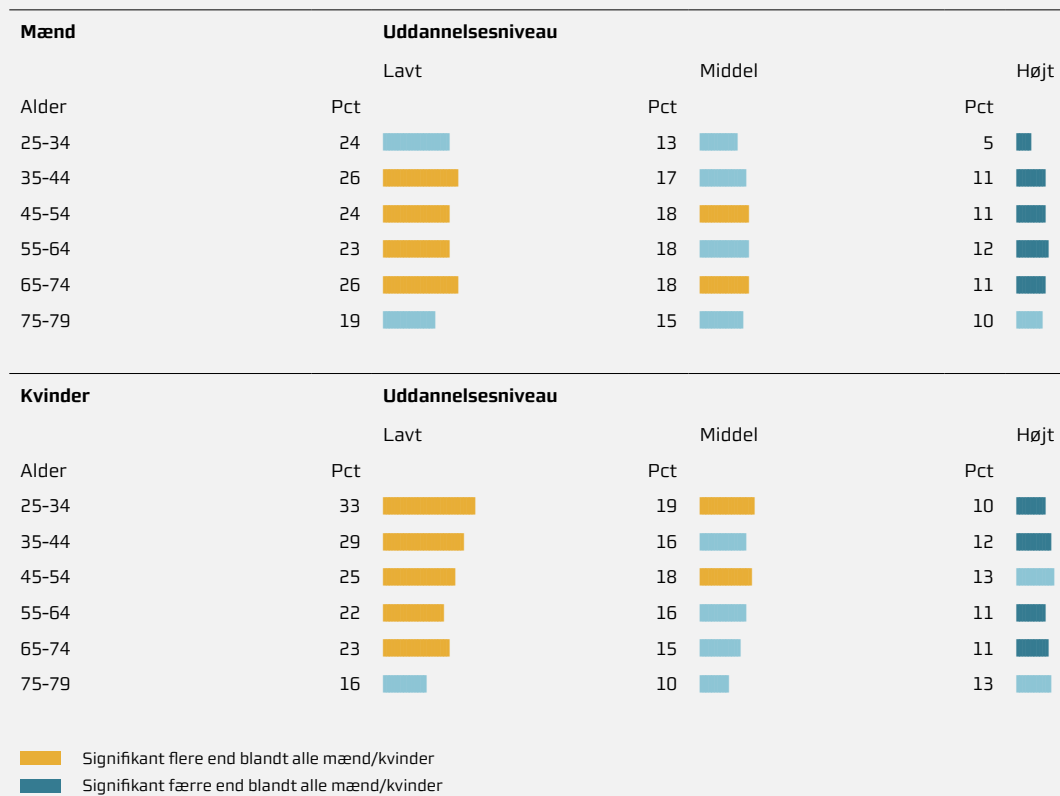 Mænd Uddannelsesniveau
Lavt Middel Højt
Alder Pct Pct Pct
25-34 24 13 5
35-44 26 17 11
45-54 24 18 11
55-64 23 18 12
65-74 26 18 11
75-79 19 15 10
Kvinder Uddannelsesniveau
Lavt Middel Højt
Alder Pct Pct Pct
25-34 33 19 10
35-44 29 16 12
45-54 25 18 13
55-64 22 16 11
65-74 23 15 11
75-79 16 10 13
Signifikant flere end blandt alle mænd/kvinder
Signifikant færre end blandt alle mænd/kvinder